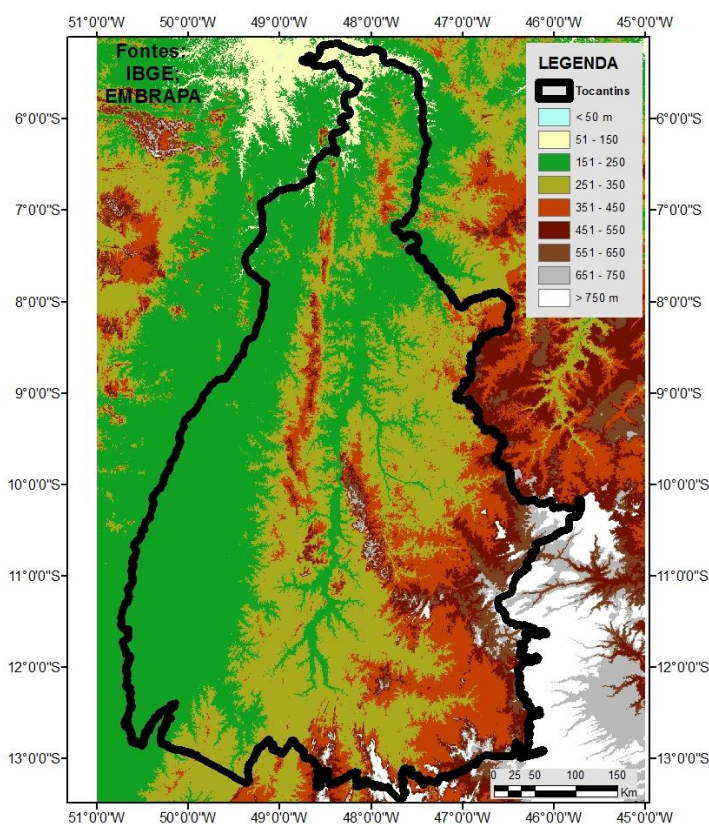 51°0'0"W 50°0'0"W 49°0'0"W 48°0'0"W 47°0'0"W 46°0'0"W 45°0'0"W
Fontes:
IBGE;
EMBRAPA
LEGENDA
Tocantins
< 50 m
51 - 150
151 - 250
251 - 350
351 - 450
451 - 550
551 - 650
651 - 750
> 750 m
6°0'0"S 6°0'0"S
7°0'0"S 7°0'0"S
8°0'0"S 8°0'0"S
9°0'0"S 9°0'0"S
10°0'0"S 10°0'0"S
11°0'0"S 11°0'0"S
12°0'0"S 12°0'0"S
13°0'0"S 13°0'0"S
0 25 50 100 150
Km
51°0'0"W 50°0'0"W 49°0'0"W 48°0'0"W 47°0'0"W 46°0'0"W 45°0'0"W